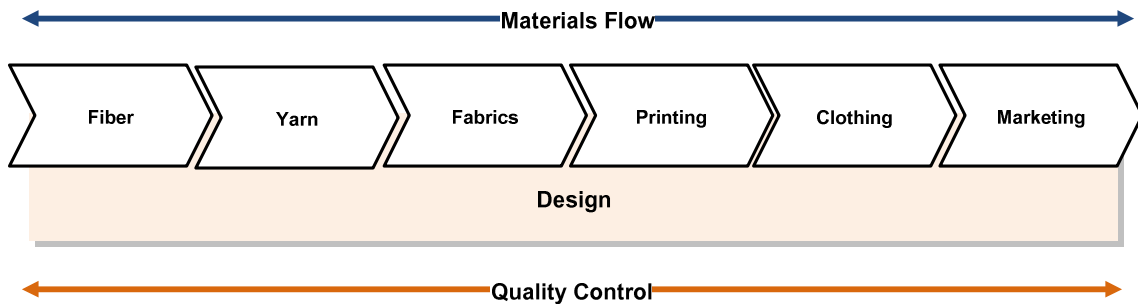 Materials Flow
Fiber
Yarn
Fabrics
Printing
Clothing
Marketing
Design
Quality Control